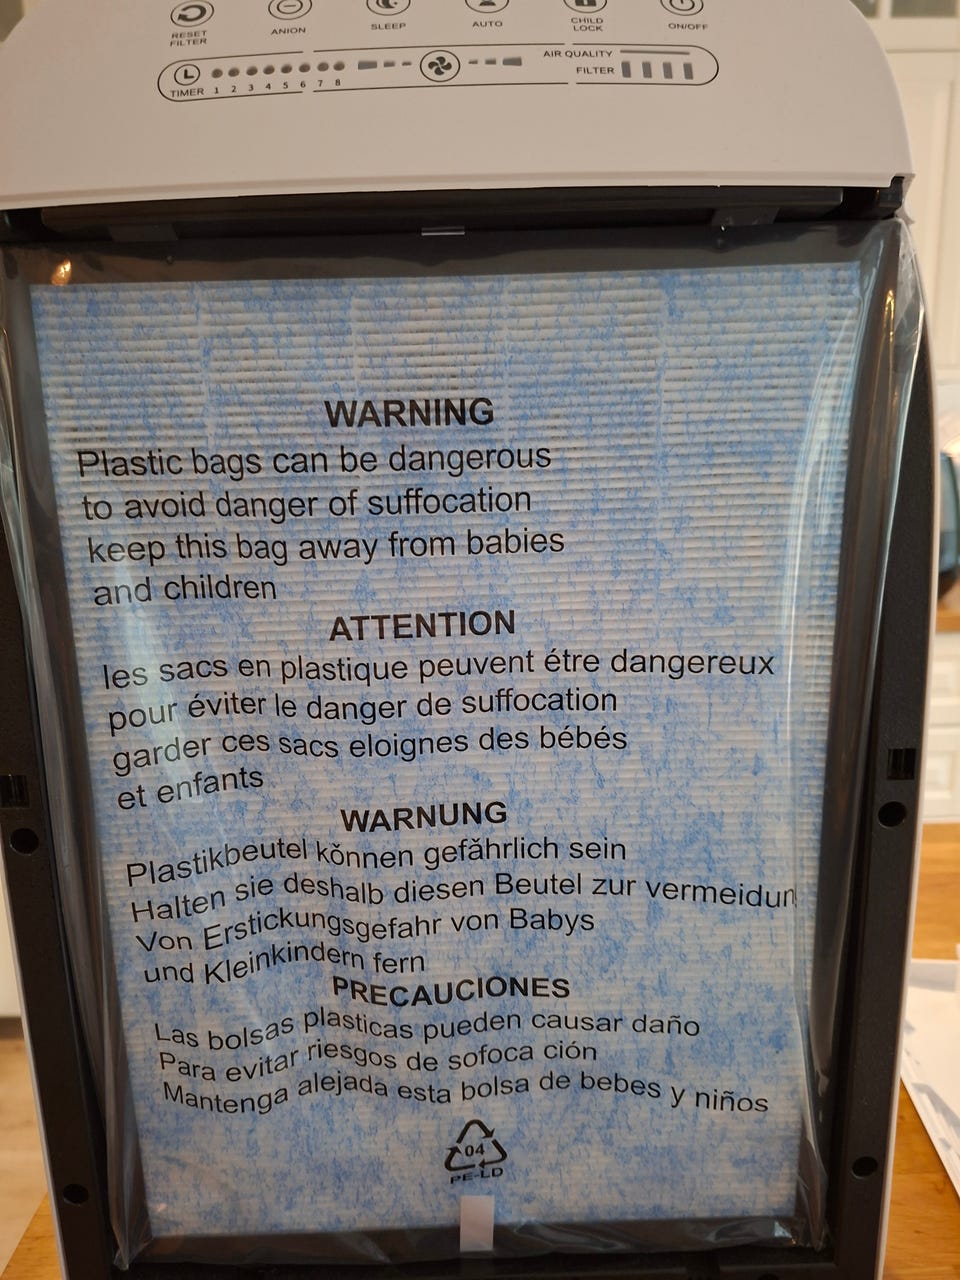 RESET
FILTER
ANION
SLEEP
AUTO
CHILD
LOCK
ON/OFF
TIMER
1 2 3 4 5 6 7 8
AIR QUALITY
FILTER
WARNING
Plastic bags can be dangerous
to avoid danger of suffocation
keep this bag away from babies
and children
ATTENTION
les sacs en plastique peuvent étre dangereux
pour éviter le danger de suffocation
garder ces sacs eloignes des bébés
et enfants
WARNUNG
Plastikbeutel kǒnnen gefǎhrlich sein
Halten sie deshalb diesen Beutel zur vermeidun
Von Erstickungsgefahr von Babys
und Kleinkindern fern
PRECAUCIONES
Las bolsas plasticas pueden causar daño
Para evitar riesgos de sofoca ción
Mantenga alejada esta bolsa de bebes y niños
04
PE-LD